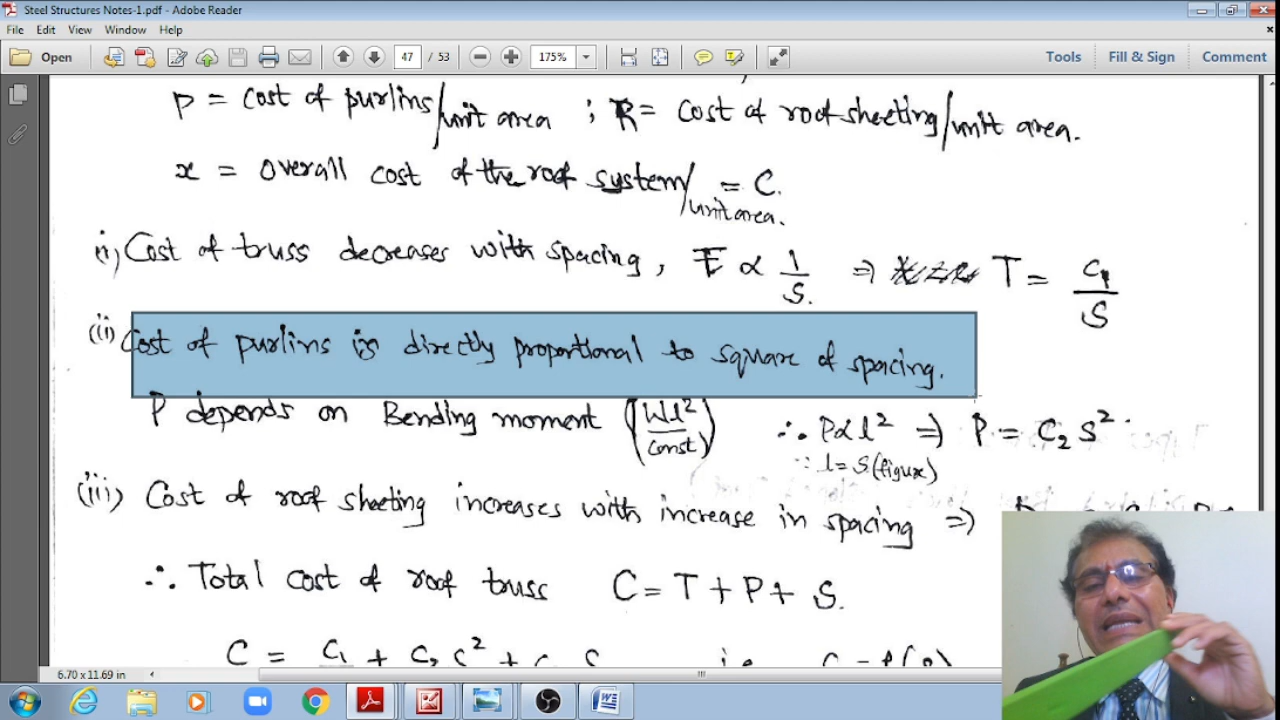 Steel Structures Notes-1.pdf - Adobe Reader
File Edit View Window Help
Open 47 / 53 175% Tools Fill & Sign Comment
P = cost of purlins/unit area ; R = cost of roof sheeting/unit area.
x = overall cost of the roof system/unit area. = C.
Cost of truss decreases with spacing, T ∝ 1/S. ⇒ T = C1/S
(ii) Cost of purlins is directly proportional to square of spacing.
P depends on Bending moment (Wl²/Const) ∴ P∝l² ⇒ P = C2 S²
∵ l = S (figure)
(iii) Cost of roof sheeting increases with increase in spacing ⇒
∴ Total cost of roof truss C = T + P + S.
C = C1 + C2 S² +
6.70 x 11.69 in